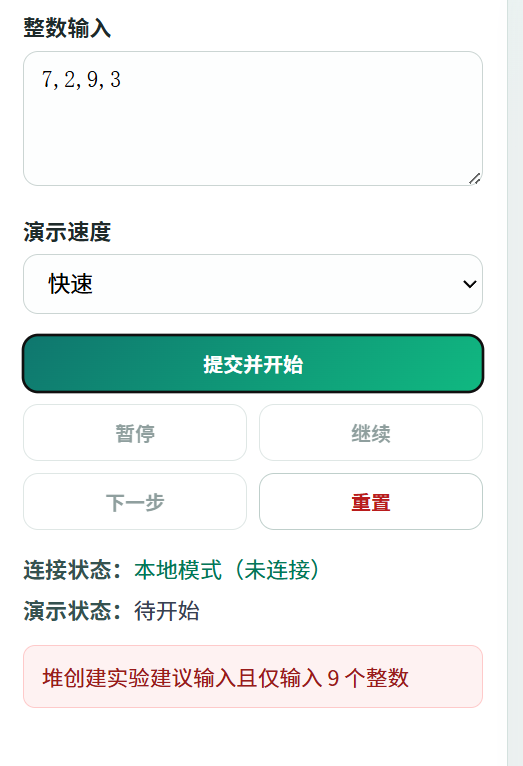 整数输入
7,2,9,3
演示速度
快速
提交并开始
暂停
继续
下一步
重置
连接状态：本地模式（未连接）
演示状态：待开始
堆创建实验建议输入且仅输入 9 个整数